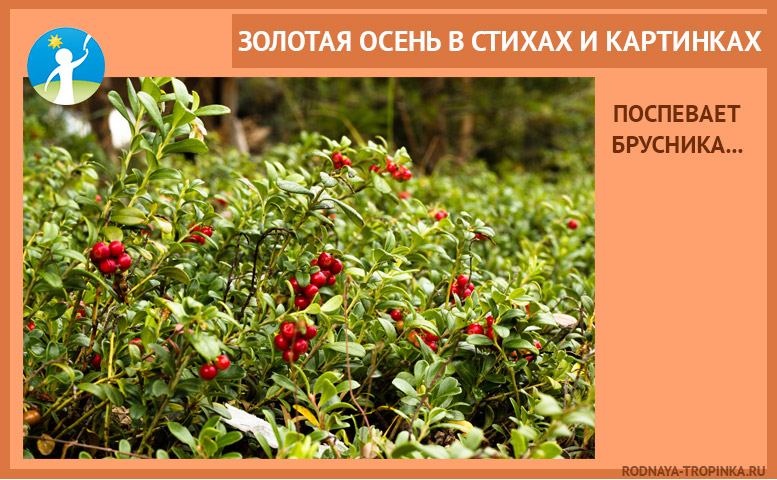 ЗОЛОТАЯ ОСЕНЬ В СТИХАХ И КАРТИНКАХ
ПОСПЕВАЕТ
БРУСНИКА...
RODNAYA-TROPINKA.RU